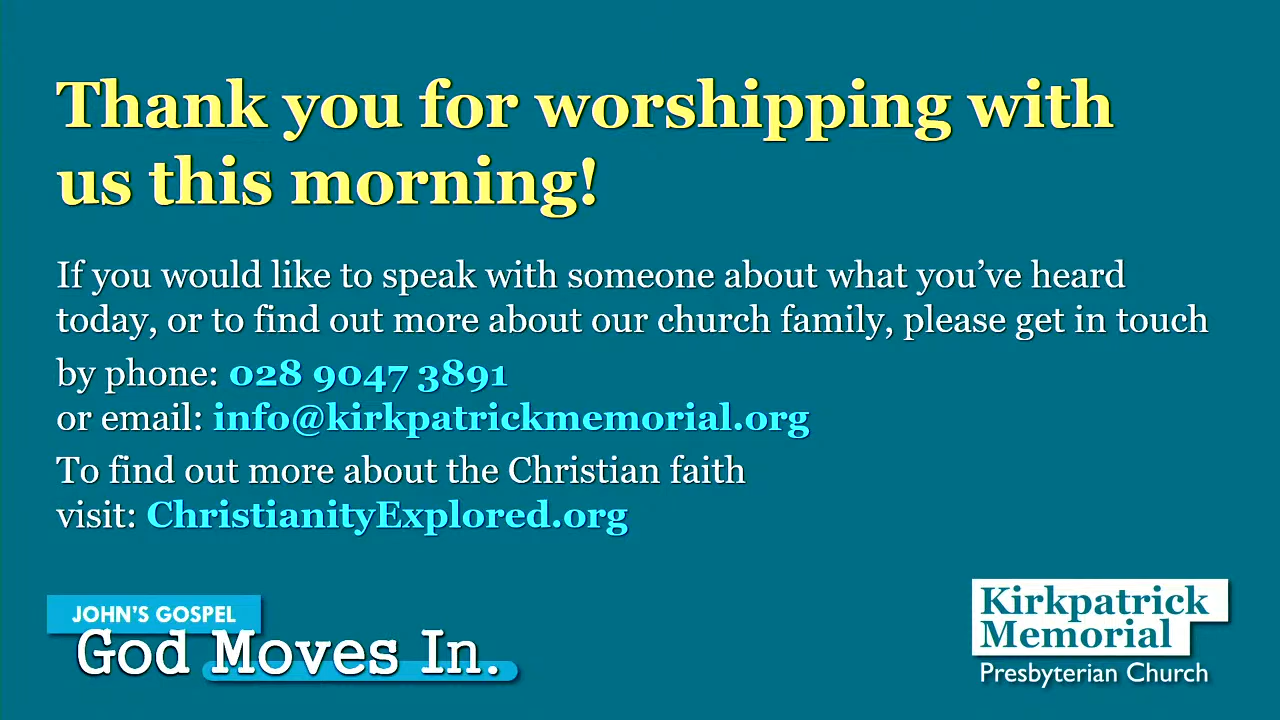 Thank you for worshipping with
us this morning!
If you would like to speak with someone about what you’ve heard
today, or to find out more about our church family, please get in touch
by phone: 028 9047 3891
or email: info@kirkpatrickmemorial.org
To find out more about the Christian faith
visit: ChristianityExplored.org
JOHN’S GOSPEL
God Moves In.
Kirkpatrick
Memorial
Presbyterian Church